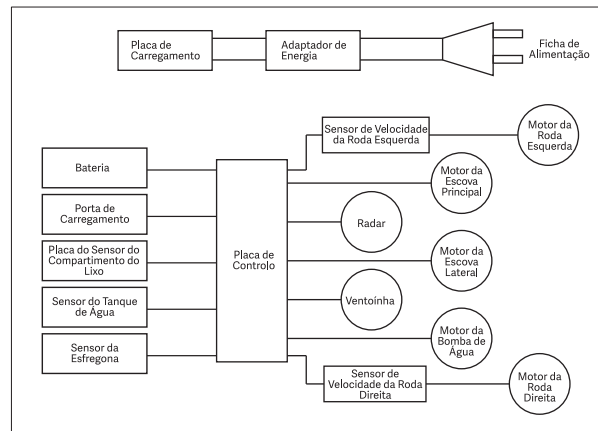 Placa de
Carregamento
Adaptador de
Energia
Ficha de
Alimentação
Sensor de Velocidade
da Roda Esquerda
Motor da
Roda
Esquerda
Bateria
Motor da
Escova
Principal
Porta de
Carregamento
Radar
Placa do Sensor do
Compartimento do
Lixo
Placa de
Controlo
Motor da
Escova
Lateral
Sensor do Tanque
de Água
Ventoínha
Sensor da
Esfregona
Motor da
Bomba de
Água
Sensor de
Velocidade da Roda
Direita
Motor da
Roda
Direita